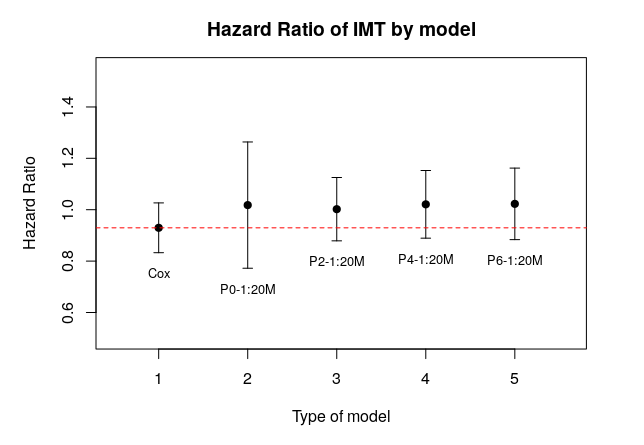 Hazard Ratio of IMT by model
Hazard Ratio
1.4
1.2
1.0
0.8
0.6
Cox
P0-1:20M
P2-1:20M
P4-1:20M
P6-1:20M
1 2 3 4 5
Type of model